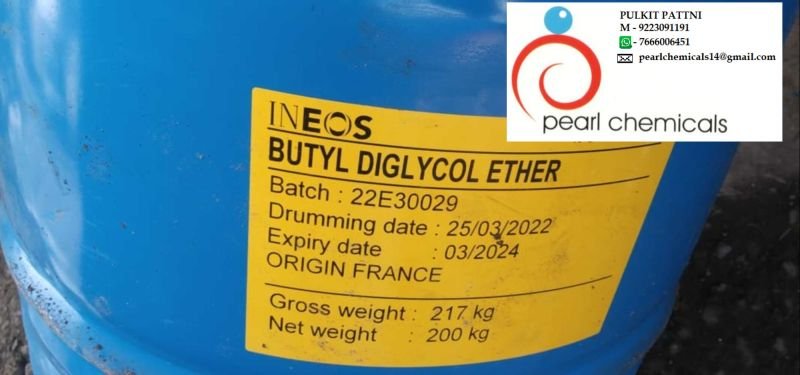 PULKIT PATTNI
M - 9223091191
- 7666006451
pearlchemicals14@gmail.com
pearl chemicals
INEOS
BUTYL DIGLYCOL ETHER
Batch : 22E30029
Drumming date : 25/03/2022
Expiry date : 03/2024
ORIGIN FRANCE
Gross weight : 217 kg
Net weight : 200 kg